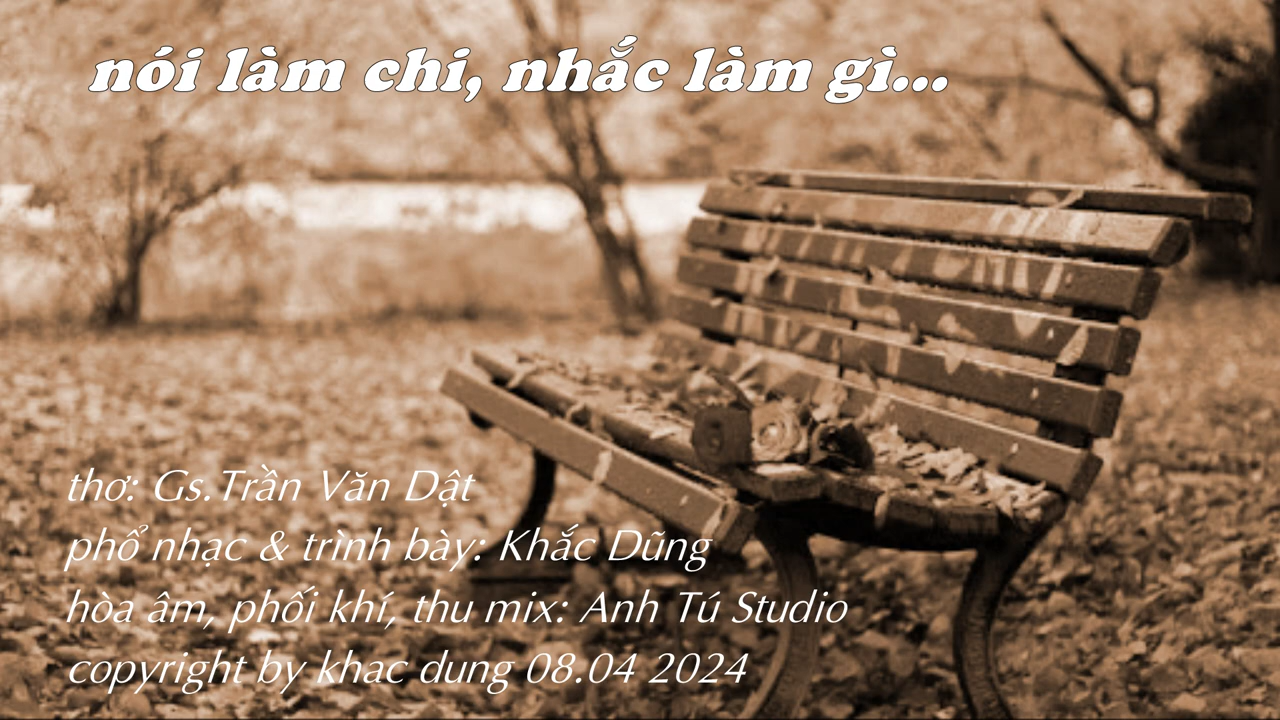 nói làm chi, nhắc làm gì...
thơ: Gs.Trần Văn Dật
phổ nhạc & trình bày: Khắc Dũng
hòa âm, phối khí, thu mix: Anh Tú Studio
copyright by khac dung 08.04 2024